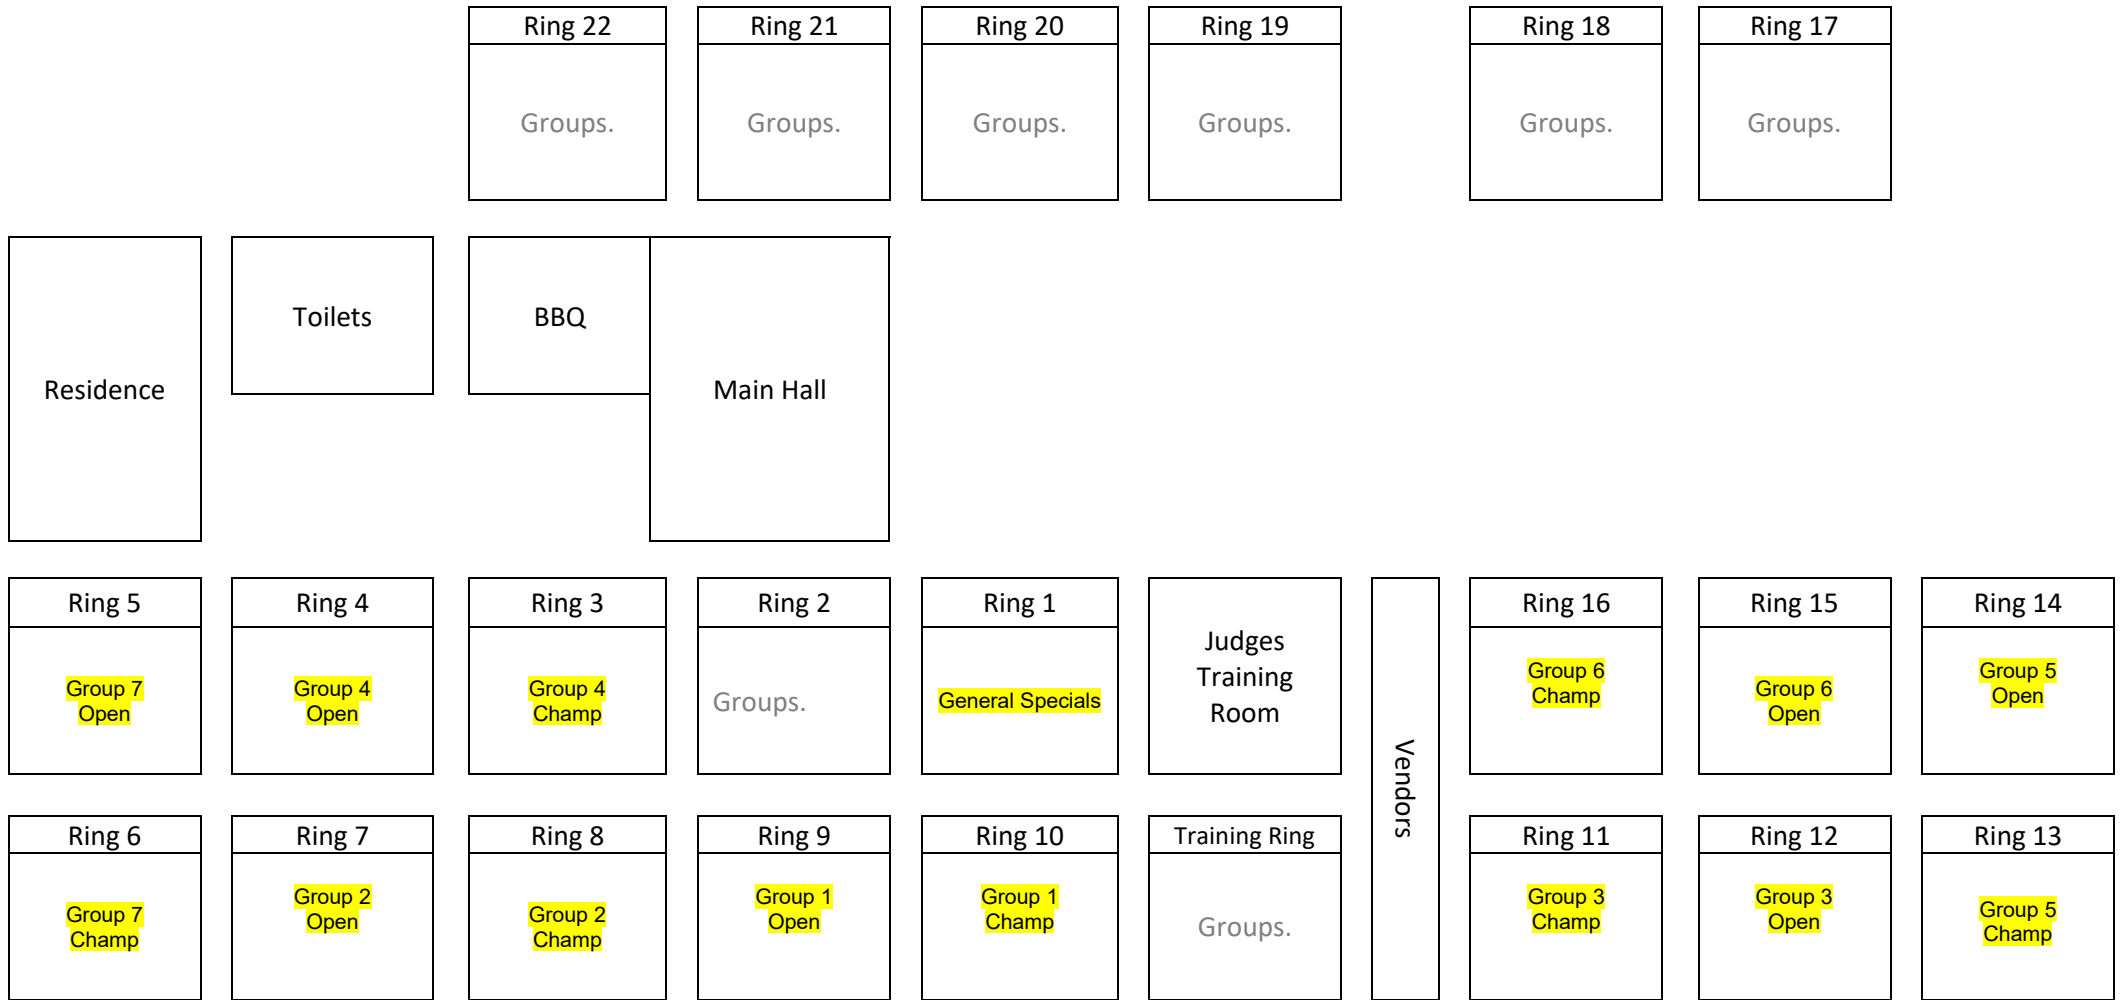 Ring 22
Ring 21
Ring 20
Ring 19
Ring 18
Ring 17
Groups.
Groups.
Groups.
Groups.
Groups.
Groups.
Residence
Toilets
BBQ
Main Hall
Ring 5
Ring 4
Ring 3
Ring 2
Ring 1
Judges
Training
Room
Vendors
Ring 16
Ring 15
Ring 14
Group 7
Open
Group 4
Open
Group 4
Champ
Groups.
General Specials
Group 6
Champ
Group 6
Open
Group 5
Open
Ring 6
Ring 7
Ring 8
Ring 9
Ring 10
Training Ring
Ring 11
Ring 12
Ring 13
Group 7
Champ
Group 2
Open
Group 2
Champ
Group 1
Open
Group 1
Champ
Groups.
Group 3
Champ
Group 3
Open
Group 5
Champ